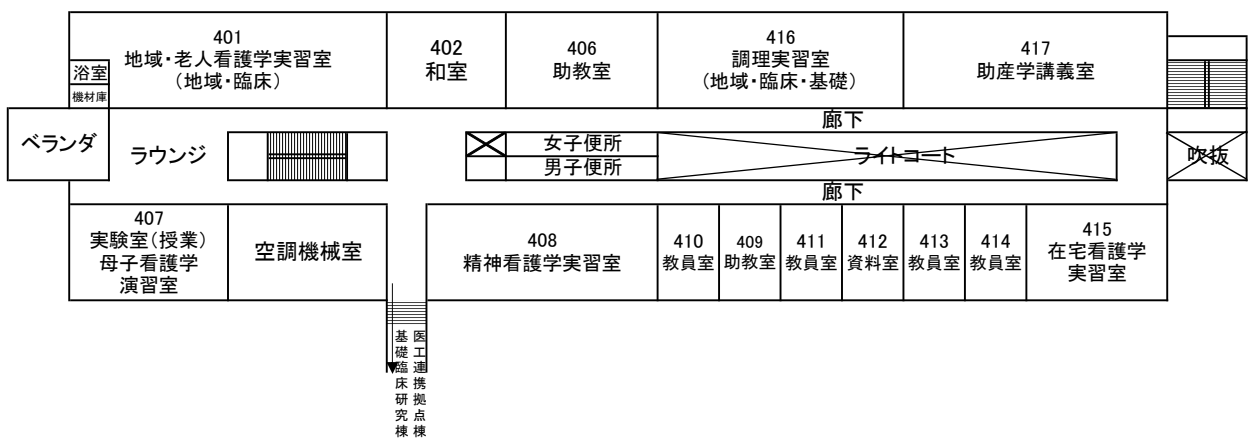 401
地域・老人看護学実習室
（地域・臨床）
浴室
機材庫
402
和室
406
助教室
416
調理実習室
（地域・臨床・基礎）
417
助産学講義室
廊下
ベランダ
ラウンジ
女子便所
男子便所
ライトコート
吹抜
廊下
407
実験室（授業）
母子看護学
演習室
空調機械室
408
精神看護学実習室
410
教員室
409
助教室
411
教員室
412
資料室
413
教員室
414
教員室
415
在宅看護学
実習室
医工連携拠点棟
基礎臨床研究棟